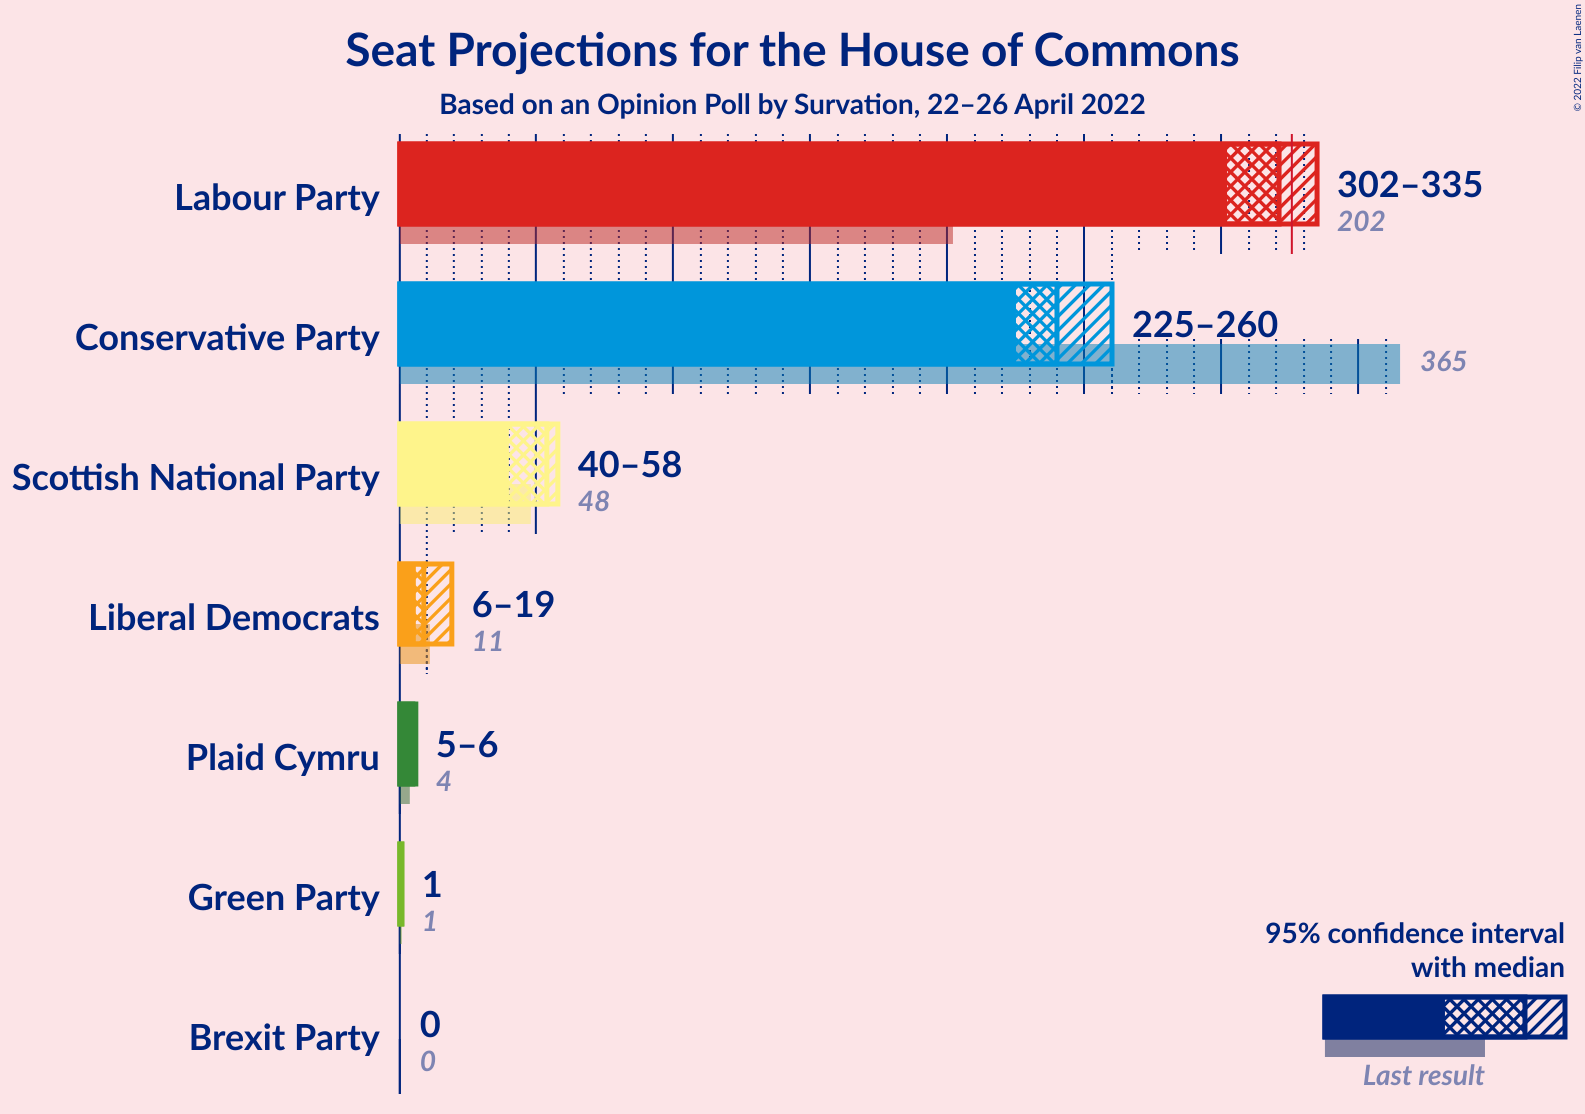 Seat Projections for the House of Commons
Based on an Opinion Poll by Survation, 22–26 April 2022
© 2022 Filip van Laenen
Labour Party
302–335
202
Conservative Party
225–260
365
Scottish National Party
40–58
48
Liberal Democrats
6–19
11
Plaid Cymru
5–6
4
Green Party
1
1
Brexit Party
0
0
95% confidence interval
with median
Last result